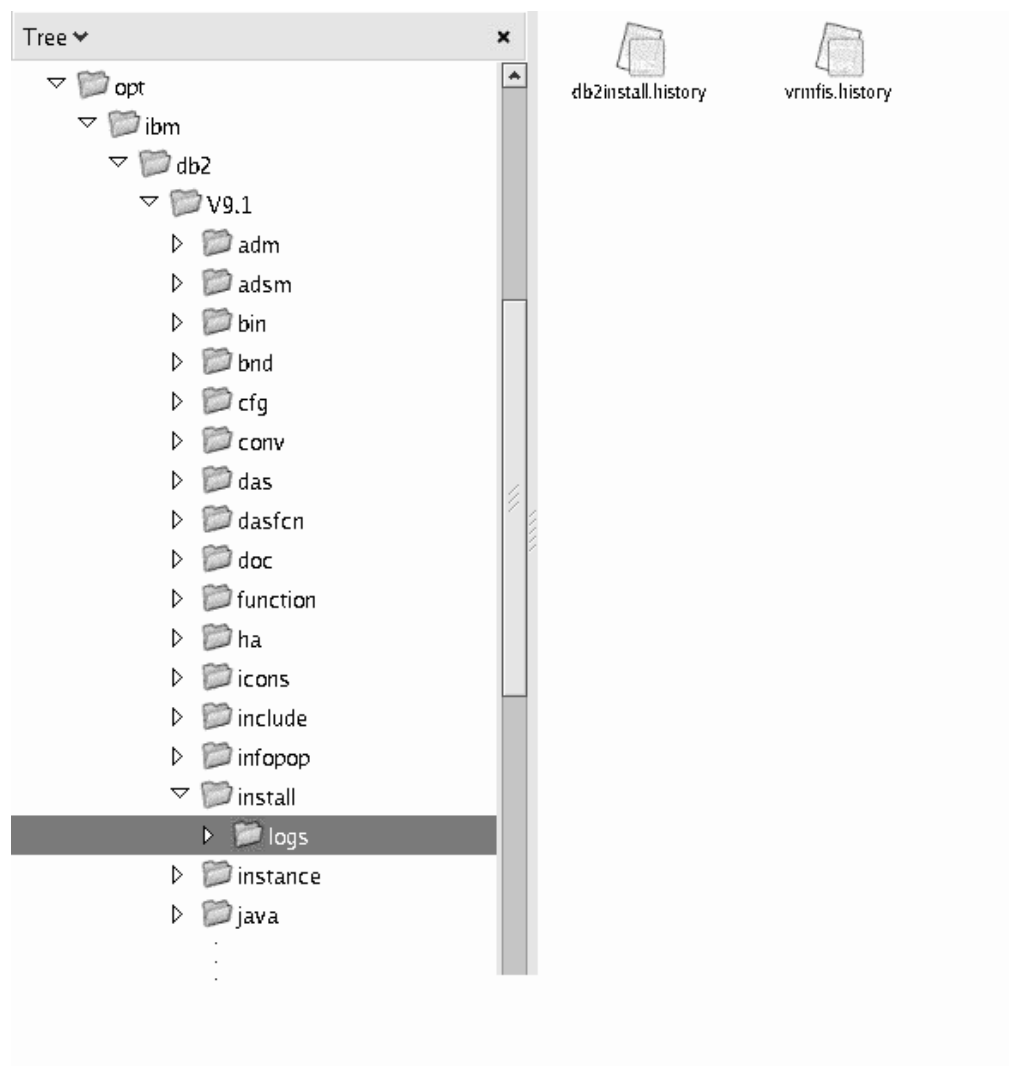 Tree
opt
ibm
db2
V9.1
adm
adsm
bin
bnd
cfg
conv
das
dasfcn
doc
function
ha
icons
include
infopop
install
logs
instance
java
db2install.history
vrmfis.history